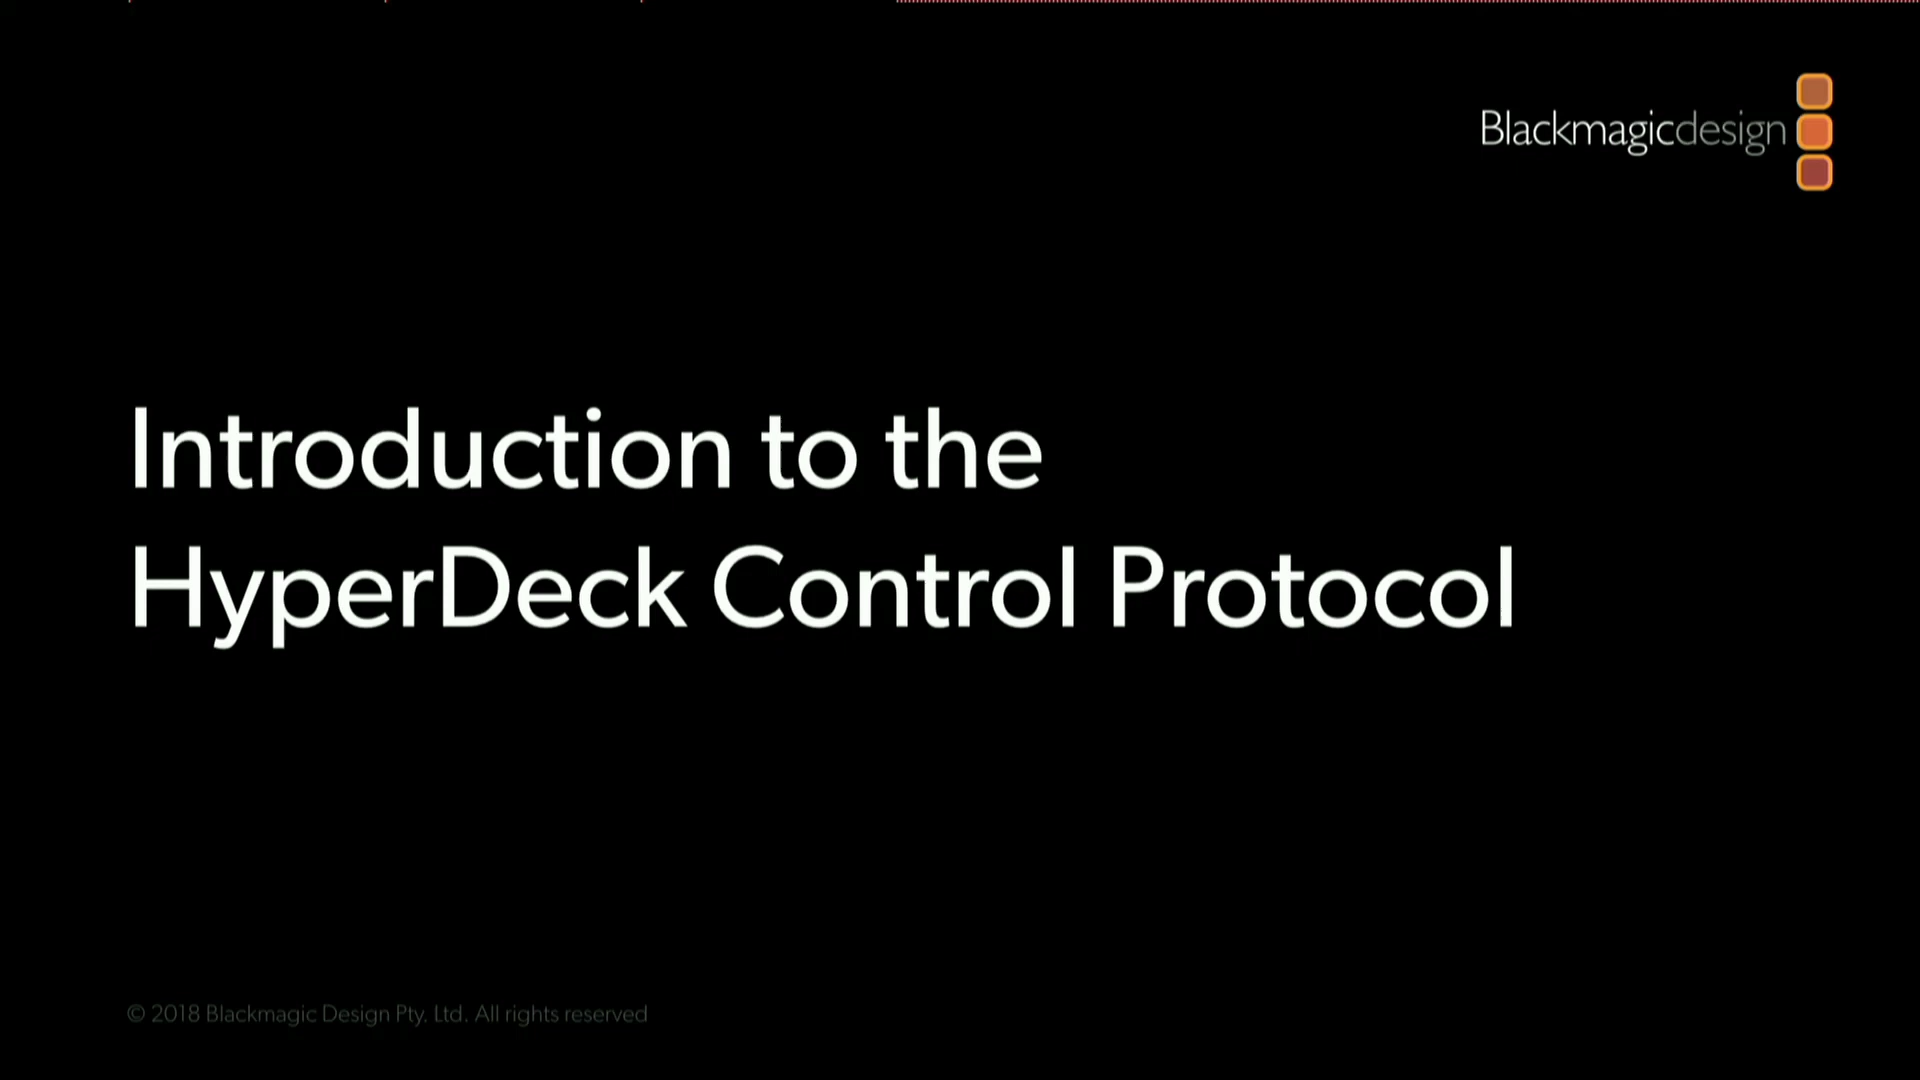 Blackmagicdesign
Introduction to the
HyperDeck Control Protocol
© 2018 Blackmagic Design Pty. Ltd. All rights reserved